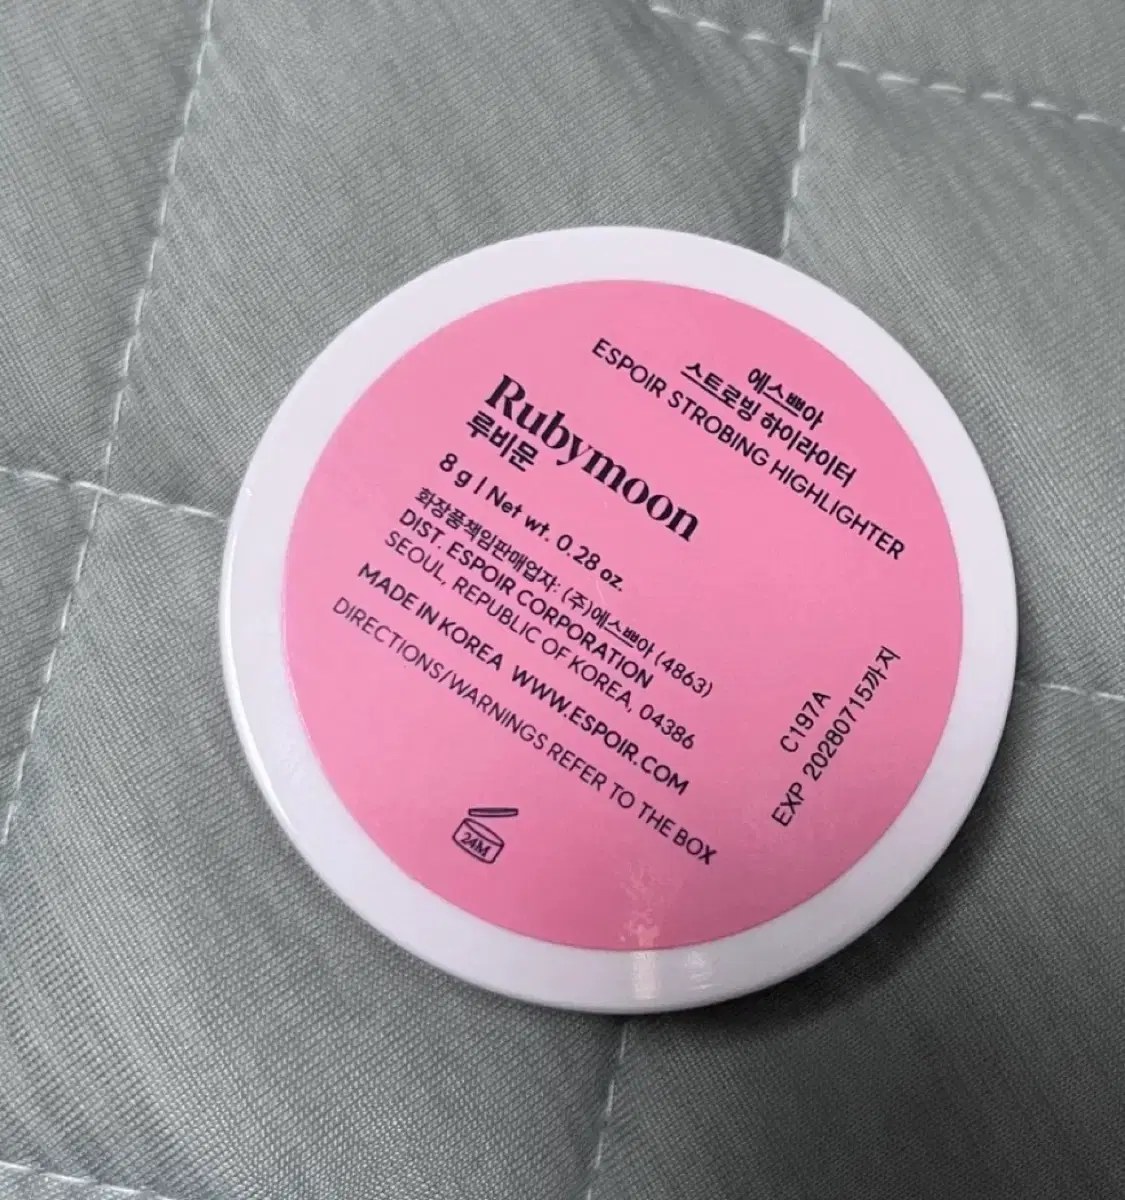 에스쁘아
스트로빙 하이라이터
ESPOIR STROBING HIGHLIGHTER
Rubymoon
루비문
8 g / Net wt. 0.28 oz.
화장품책임판매업자: (주)에스쁘아 (4863)
DIST. ESPOIR CORPORATION
SEOUL, REPUBLIC OF KOREA, 04386
MADE IN KOREA WWW.ESPOIR.COM
DIRECTIONS/WARNINGS REFER TO THE BOX
24M
C197A
EXP 20280715까지